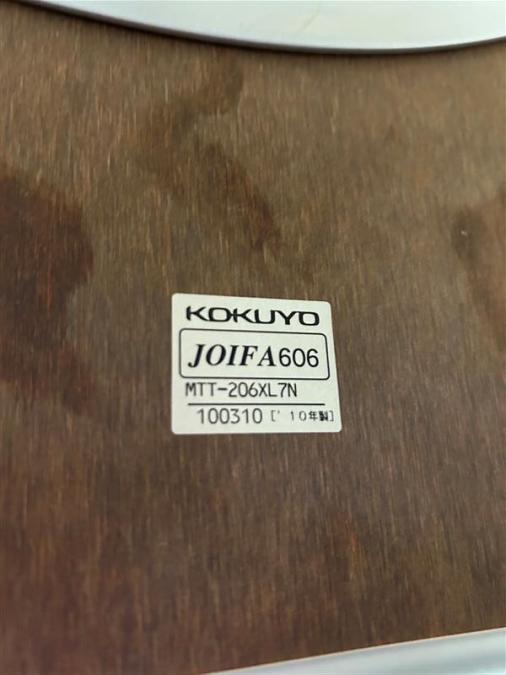 KOKUYO
JOIFA606
MTT-206XL7N
100310 [' 10年製]